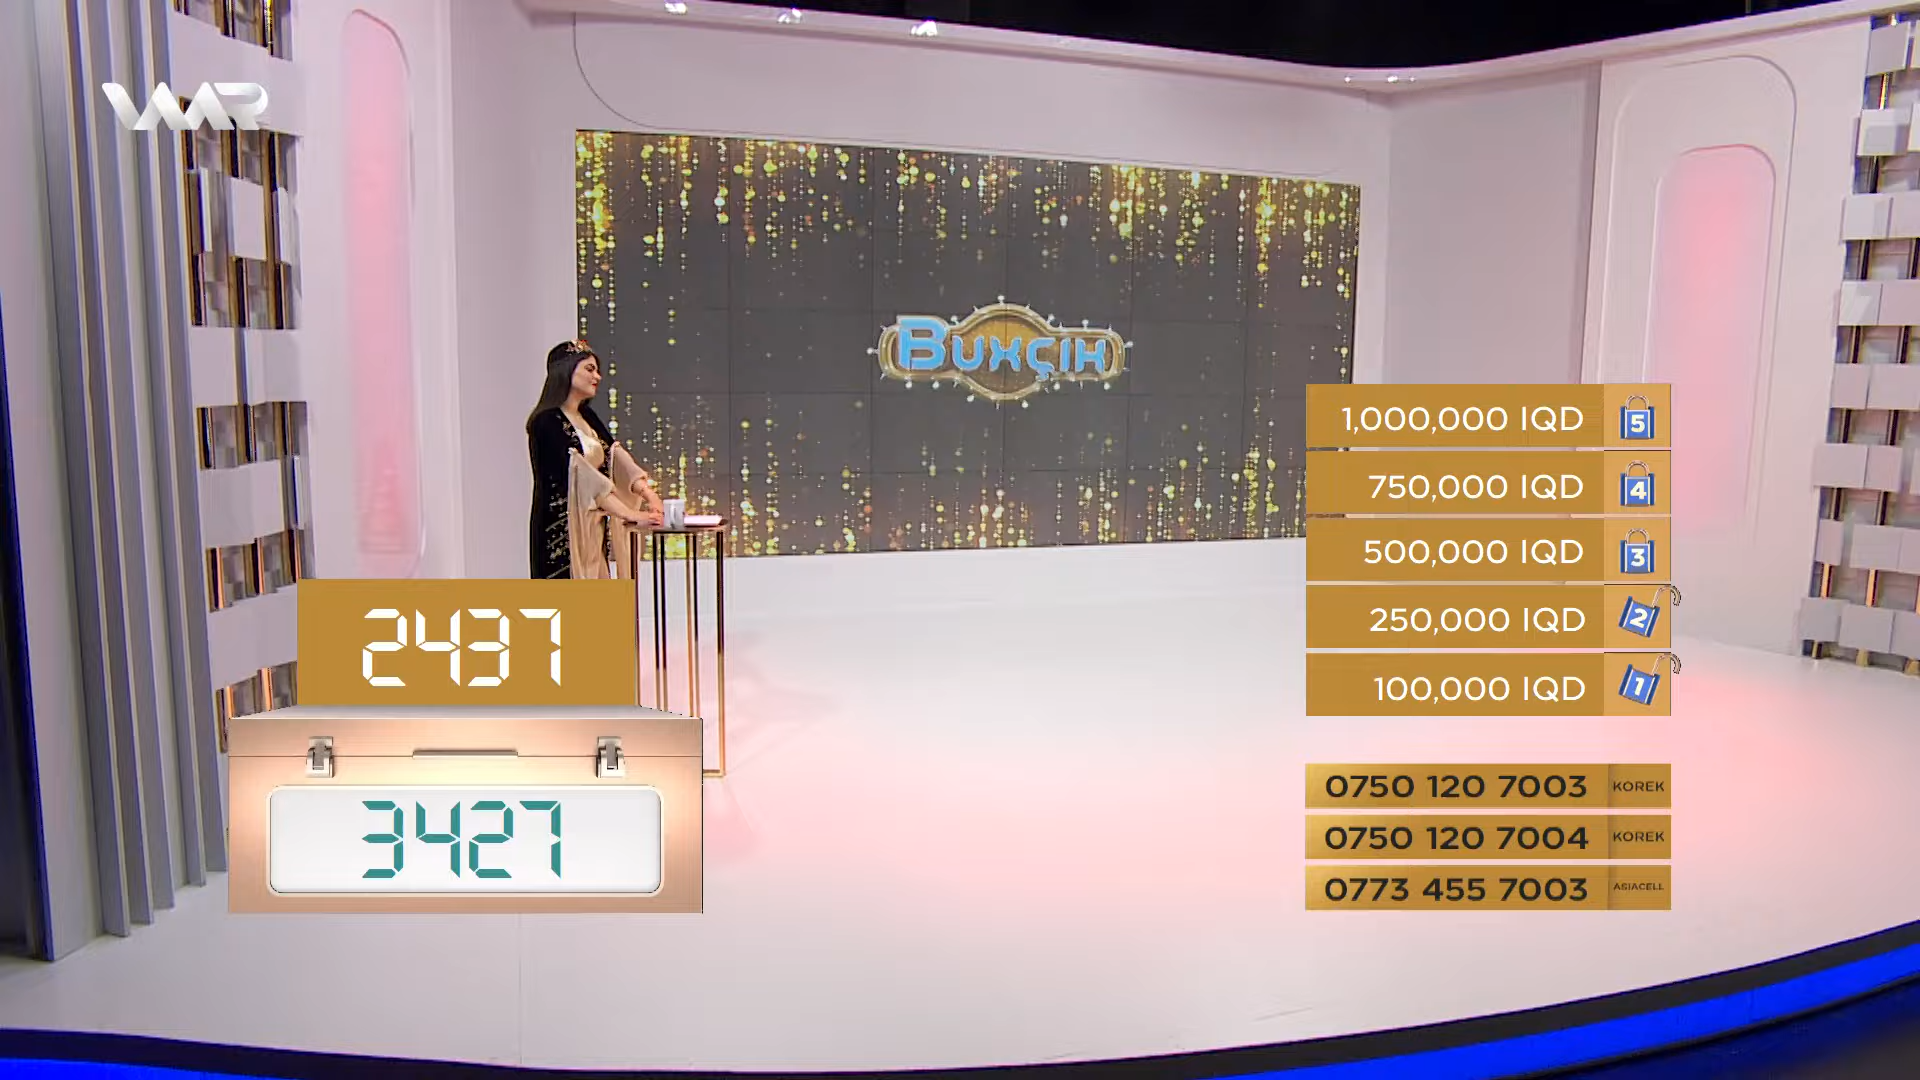 WAAR
BUXÇIK
1,000,000 IQD 5
750,000 IQD 4
500,000 IQD 3
250,000 IQD 2
100,000 IQD 1
2437
3427
0750 120 7003 KOREK
0750 120 7004 KOREK
0773 455 7003 ASIACELL